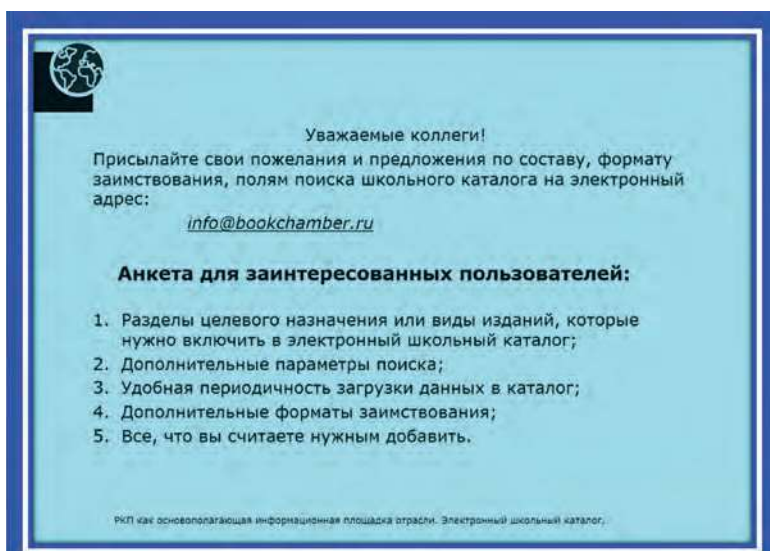 Уважаемые коллеги!
Присылайте свои пожелания и предложения по составу, формату
заимствования, полям поиска школьного каталога на электронный
адрес:
info@bookchamber.ru
Анкета для заинтересованных пользователей:
1. Разделы целевого назначения или виды изданий, которые
нужно включить в электронный школьный каталог;
2. Дополнительные параметры поиска;
3. Удобная периодичность загрузки данных в каталог;
4. Дополнительные форматы заимствования;
5. Все, что вы считаете нужным добавить.
РКП как основополагающая информационная площадка отрасли. Электронный школьный каталог.